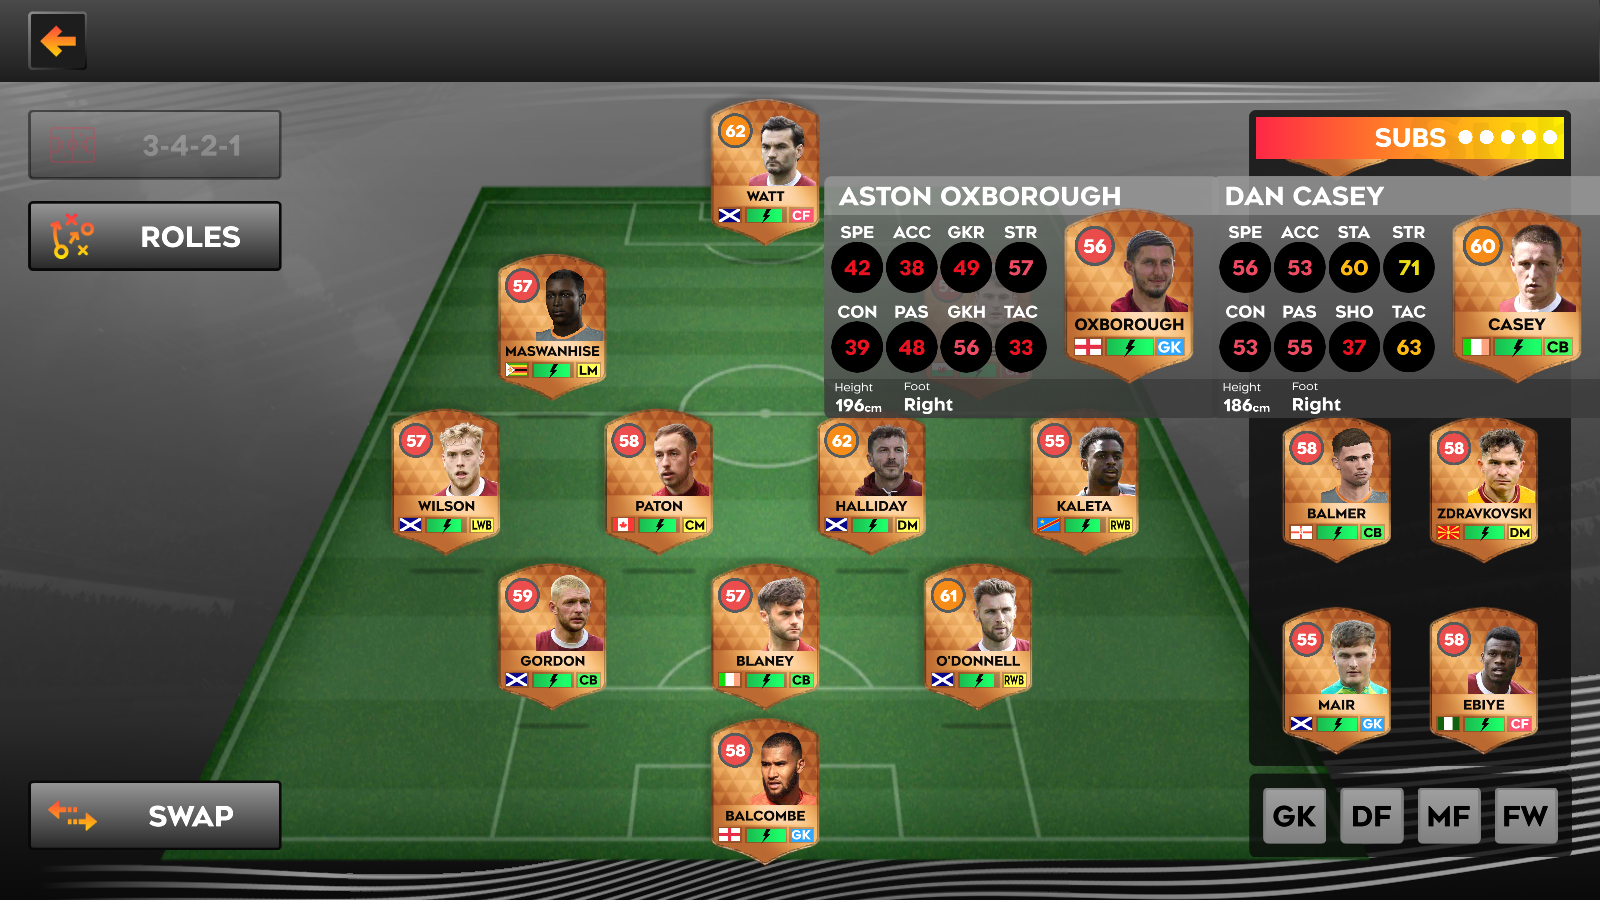 3-4-2-1
ROLES
SWAP
62
WATT
CF
57
MASWANHISE
LM
57
WILSON
LWB
58
PATON
CM
62
HALLIDAY
DM
55
KALETA
RWB
59
GORDON
CB
57
BLANEY
CB
61
O'DONNELL
RWB
58
BALCOMBE
GK
SUBS
ASTON OXBOROUGH
SPE ACC GKR STR
42 38 49 57
CON PAS GKH TAC
39 48 56 33
Height Foot
196cm Right
56
OXBOROUGH
GK
DAN CASEY
SPE ACC STA STR
56 53 60 71
CON PAS SHO TAC
53 55 37 63
Height Foot
186cm Right
60
CASEY
CB
58
BALMER
CB
58
ZDRAVKOVSKI
DM
55
MAIR
GK
58
EBIYE
CF
GK DF MF FW